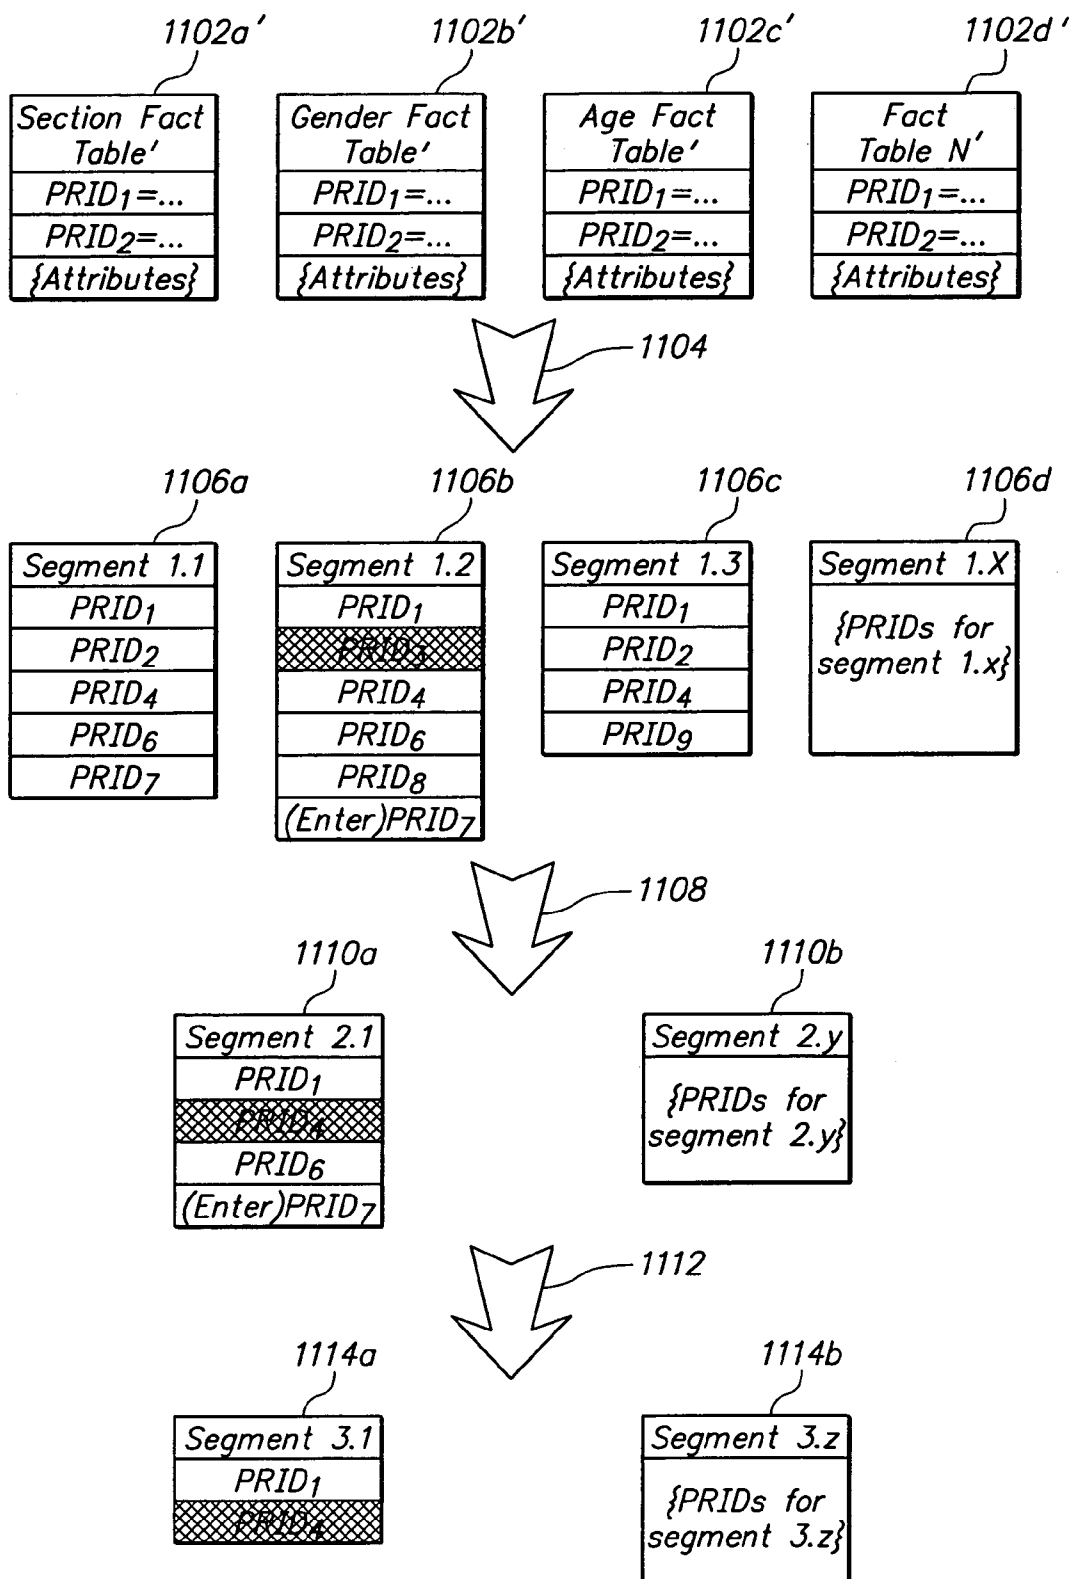 1102a' 1102b' 1102c' 1102d'
Section Fact Table'
PRID1=...
PRID2=...
{Attributes}
Gender Fact Table'
PRID1=...
PRID2=...
{Attributes}
Age Fact Table'
PRID1=...
PRID2=...
{Attributes}
Fact Table N'
PRID1=...
PRID2=...
{Attributes}
1104
1106a 1106b 1106c 1106d
Segment 1.1
PRID1
PRID2
PRID4
PRID6
PRID7
Segment 1.2
PRID1
PRID3
PRID4
PRID6
PRID8
(Enter)PRID7
Segment 1.3
PRID1
PRID2
PRID4
PRID9
Segment 1.X
{PRIDs for
segment 1.x}
1108
1110a 1110b
Segment 2.1
PRID1
PRID4
PRID6
(Enter)PRID7
Segment 2.y
{PRIDs for
segment 2.y}
1112
1114a 1114b
Segment 3.1
PRID1
PRID4
Segment 3.z
{PRIDs for
segment 3.z}